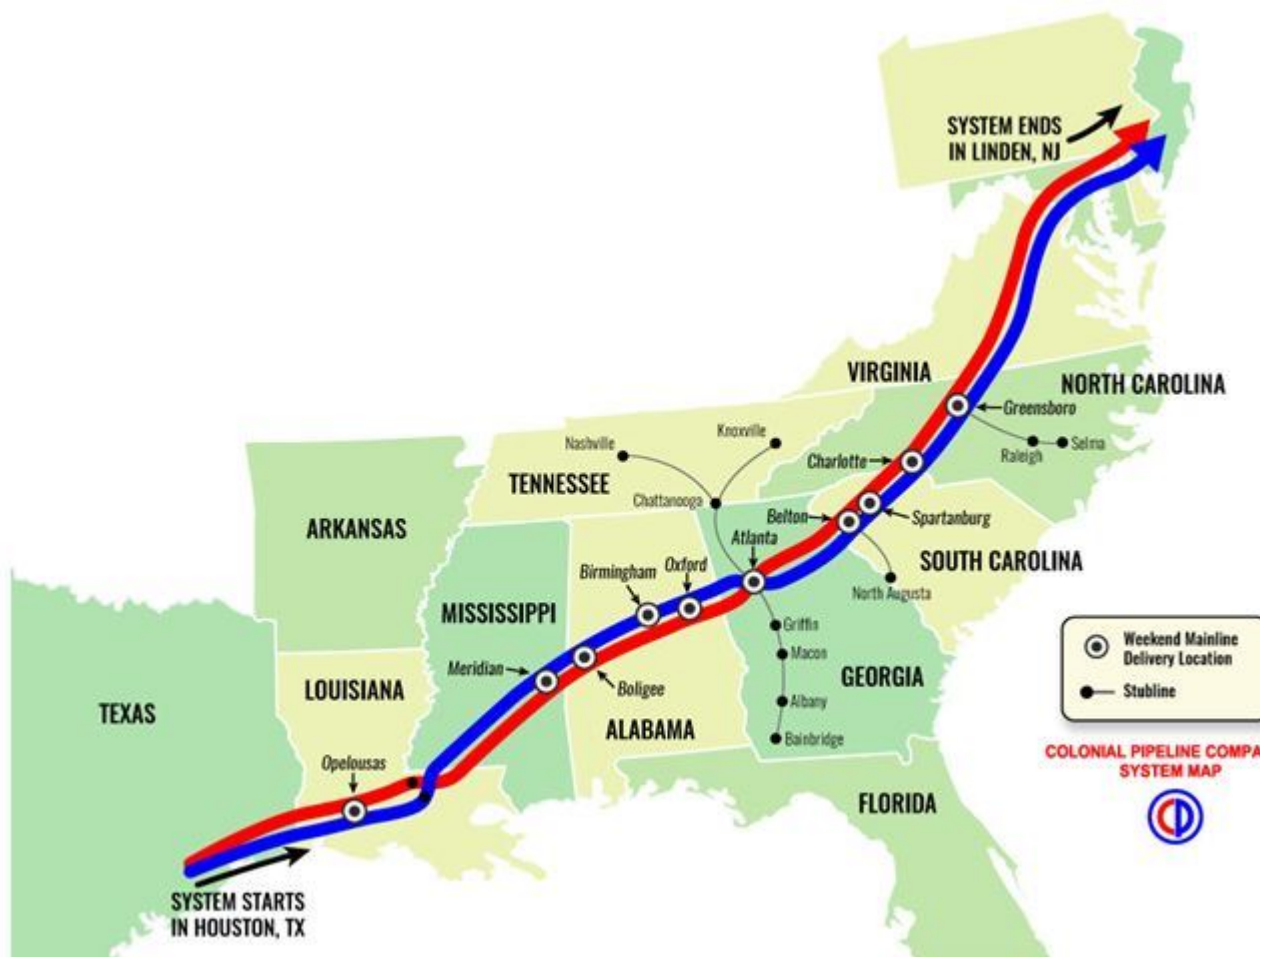 SYSTEM ENDS
IN LINDEN, NJ
VIRGINIA
NORTH CAROLINA
Greensboro
Raleigh
Selma
Nashville
Knoxville
Charlotte
TENNESSEE
Chattanooga
Belton
Spartanburg
ARKANSAS
Atlanta
SOUTH CAROLINA
Oxford
Birmingham
North Augusta
MISSISSIPPI
Griffin
Macon
Meridian
GEORGIA
Boligee
LOUISIANA
Albany
TEXAS
ALABAMA
Bainbridge
Opelousas
FLORIDA
SYSTEM STARTS
IN HOUSTON, TX
Weekend Mainline
Delivery Location
Stubline
COLONIAL PIPELINE COMPA
SYSTEM MAP